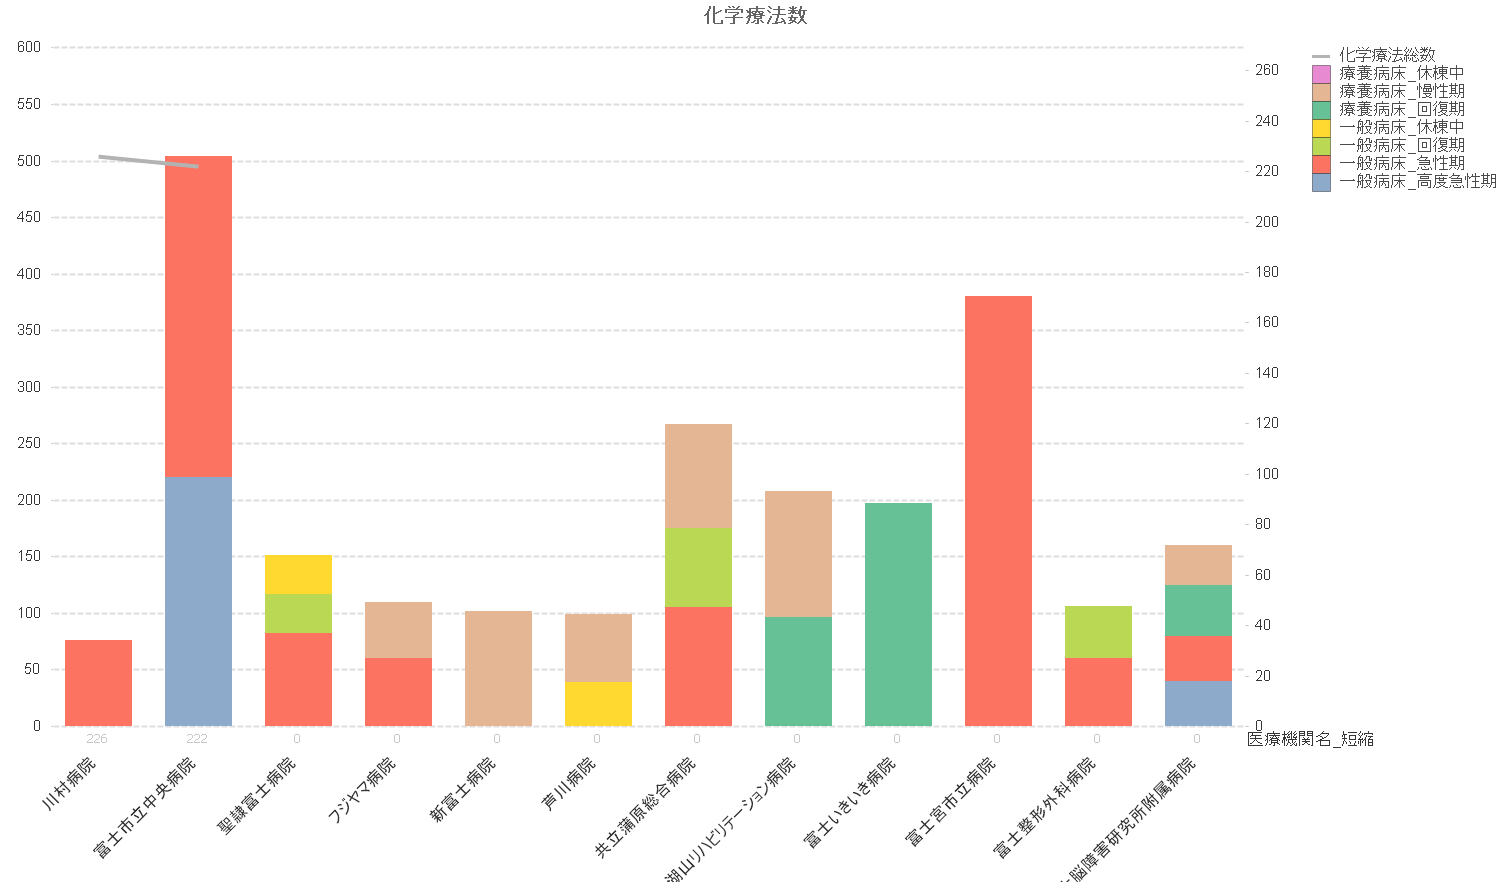 化学療法数
600
550
500
450
400
350
300
250
200
150
100
50
0
260
240
220
200
180
160
140
120
100
80
60
40
20
0
化学療法総数
療養病床_休棟中
療養病床_慢性期
療養病床_回復期
一般病床_休棟中
一般病床_回復期
一般病床_急性期
一般病床_高度急性期
226 222 0 0 0 0 0 0 0 0 0 0
医療機関名_短縮
川村病院
富士市立中央病院
聖隷富士病院
フジヤマ病院
新富士病院
芦川病院
共立蒲原総合病院
湖山リハビリテーション病院
富士いきいき病院
富士宮市立病院
富士整形外科病院
脳障害研究所附属病院